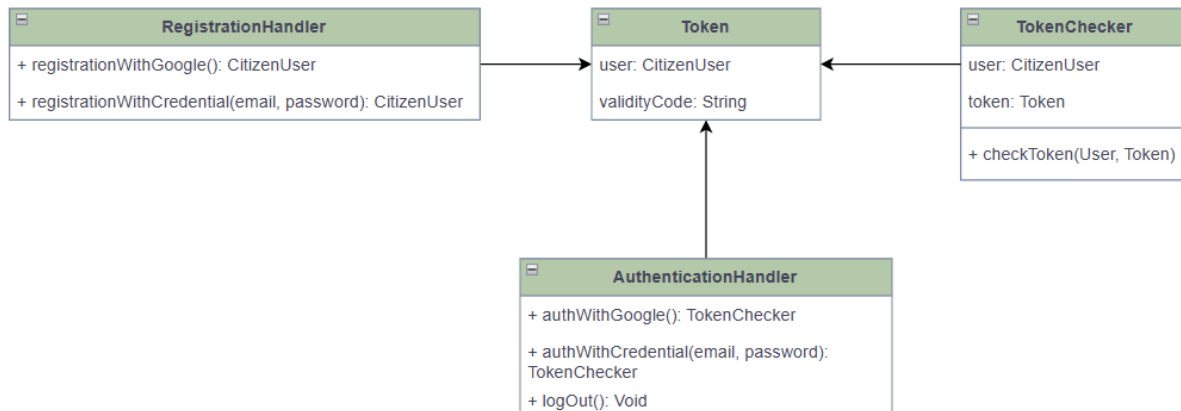 RegistrationHandler
+ registrationWithGoogle(): CitizenUser
+ registrationWithCredential(email, password): CitizenUser
Token
user: CitizenUser
validityCode: String
TokenChecker
user: CitizenUser
token: Token
+ checkToken(User, Token)
AuthenticationHandler
+ authWithGoogle(): TokenChecker
+ authWithCredential(email, password):
TokenChecker
+ logOut(): Void